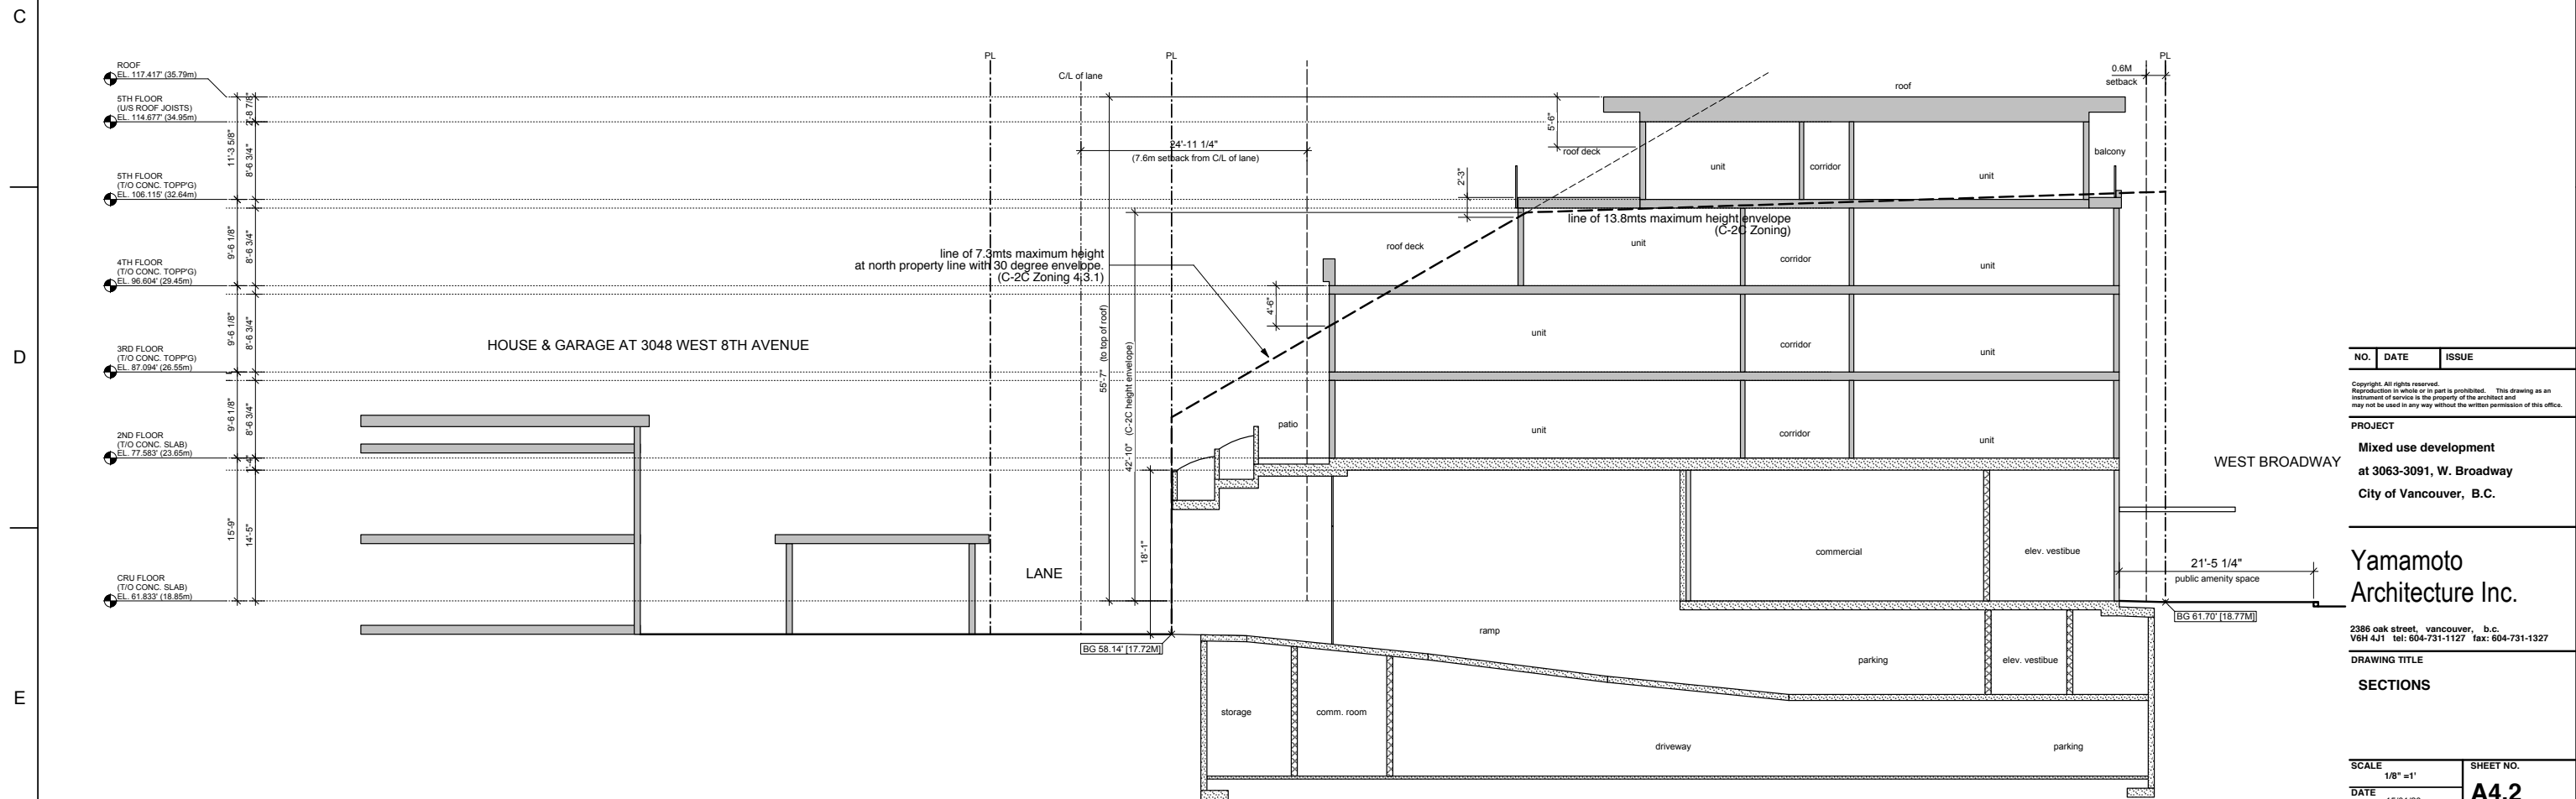 C
D
E
ROOF
EL. 117.417' (35.79m)
5TH FLOOR
(U/S ROOF JOISTS)
EL. 114.677' (34.95m)
5TH FLOOR
(T/O CONC. TOPP'G)
EL. 106.115' (32.64m)
4TH FLOOR
(T/O CONC. TOPP'G)
EL. 96.604' (29.45m)
3RD FLOOR
(T/O CONC. TOPP'G)
EL. 87.094' (26.55m)
2ND FLOOR
(T/O CONC. SLAB)
EL. 77.583' (23.65m)
CRU FLOOR
(T/O CONC. SLAB)
EL. 61.833' (18.85m)
2'-8 7/8"
11'-3 5/8"
8'-6 3/4"
9'-6 1/8"
8'-6 3/4"
9'-6 1/8"
8'-6 3/4"
9'-6 1/8"
8'-6 3/4"
1'-4"
15'-9"
14'-5"
HOUSE & GARAGE AT 3048 WEST 8TH AVENUE
PL
C/L of lane
PL
24'-11 1/4"
(7.6m setback from C/L of lane)
line of 7.3mts maximum height
at north property line with 30 degree envelope.
(C-2C Zoning 4.3.1)
55'-7" (to top of roof)
42'-10" (C-2C height envelope)
18'-1"
LANE
BG 58.14' [17.72M]
4'-6"
2'-3"
5'-6"
roof
roof deck
unit
corridor
unit
balcony
line of 13.8mts maximum height envelope
(C-2C Zoning)
roof deck
unit
corridor
unit
unit
corridor
unit
patio
unit
corridor
unit
commercial
elev. vestibue
ramp
parking
elev. vestibue
storage
comm. room
driveway
parking
0.6M
setback
PL
WEST BROADWAY
21'-5 1/4"
public amenity space
BG 61.70' [18.77M]
NO. DATE ISSUE
Copyright. All rights reserved.
Reproduction in whole or in part is prohibited. This drawing as an
instrument of service is the property of the architect and
may not be used in any way without the written permission of this office.
PROJECT
Mixed use development
at 3063-3091, W. Broadway
City of Vancouver, B.C.
Yamamoto
Architecture Inc.
2386 oak street, vancouver, b.c.
V6H 4J1 tel: 604-731-1127 fax: 604-731-1327
DRAWING TITLE
SECTIONS
SCALE
1/8" =1'
SHEET NO.
A4.2
DATE